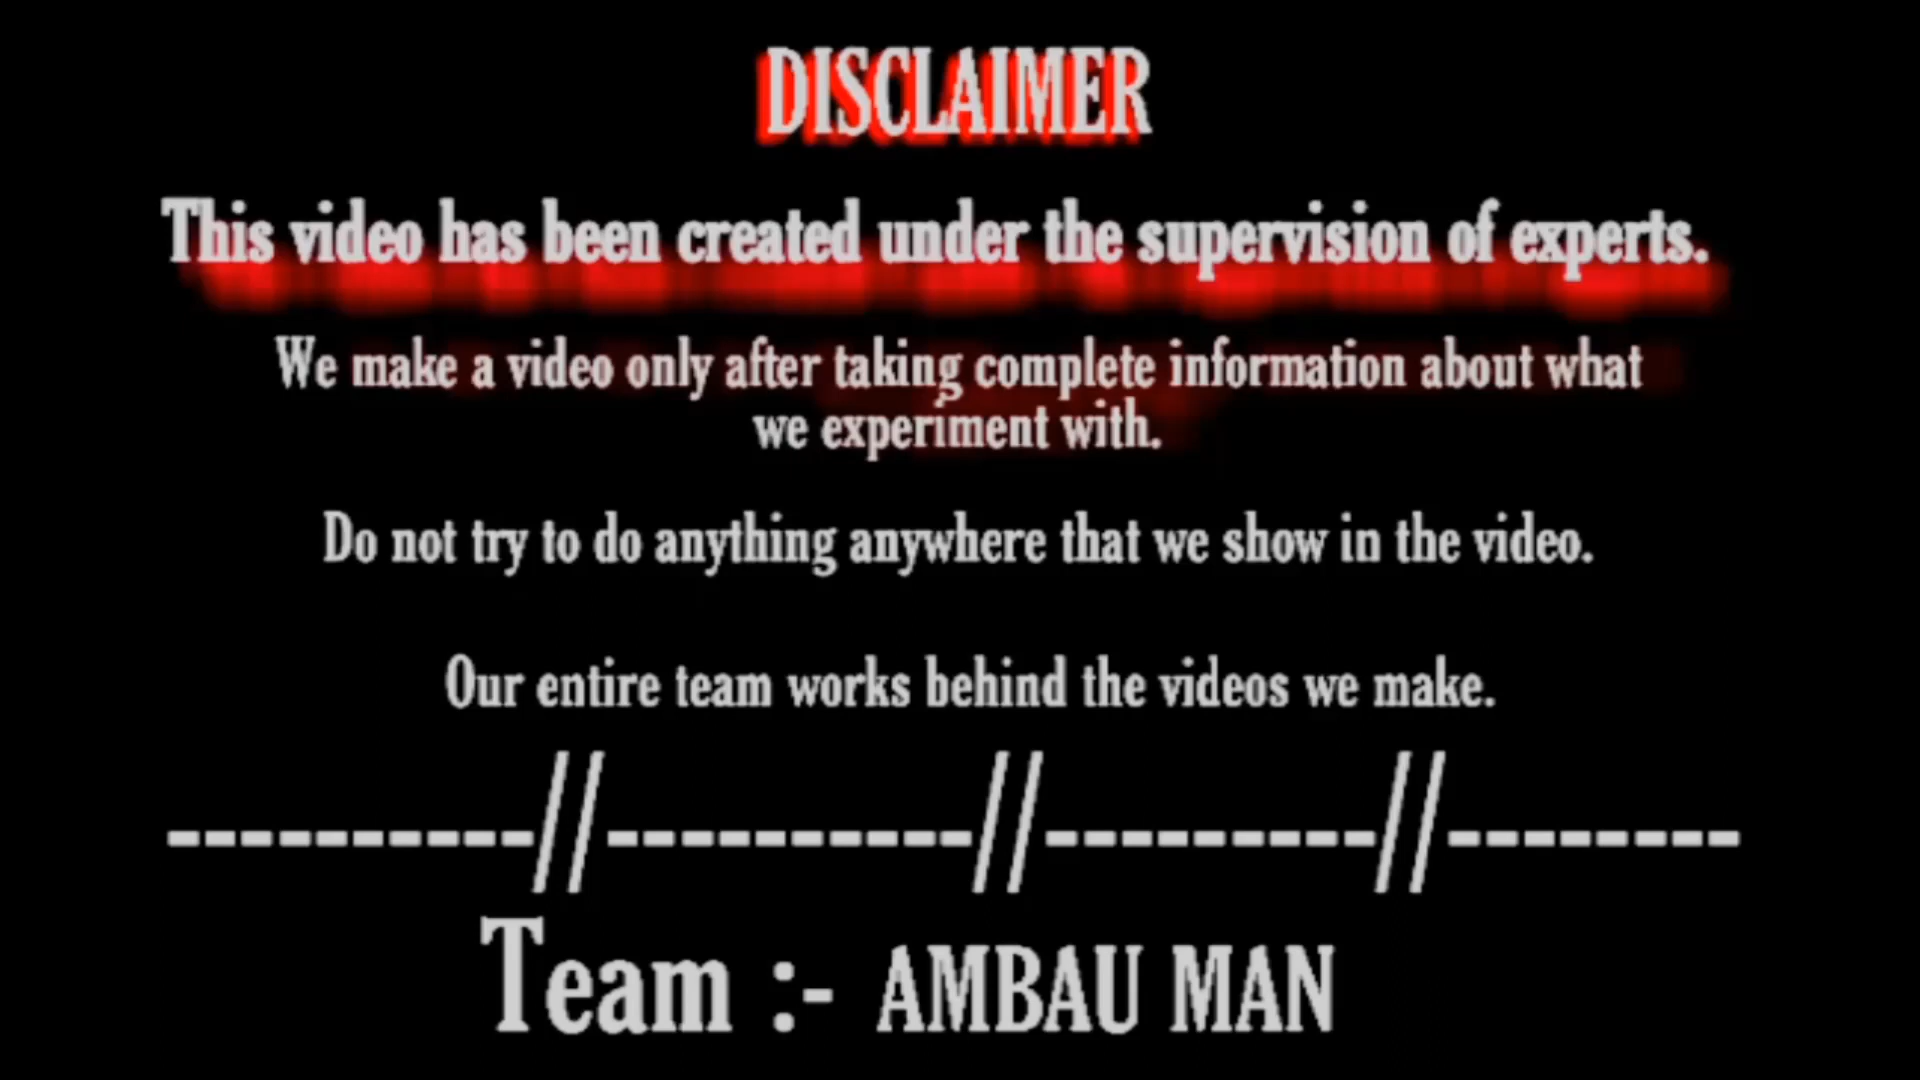 DISCLAIMER
This video has been created under the supervision of experts.
We make a video only after taking complete information about what
we experiment with.
Do not try to do anything anywhere that we show in the video.
Our entire team works behind the videos we make.
----------//----------//---------//--------
Team :- AMBAU MAN